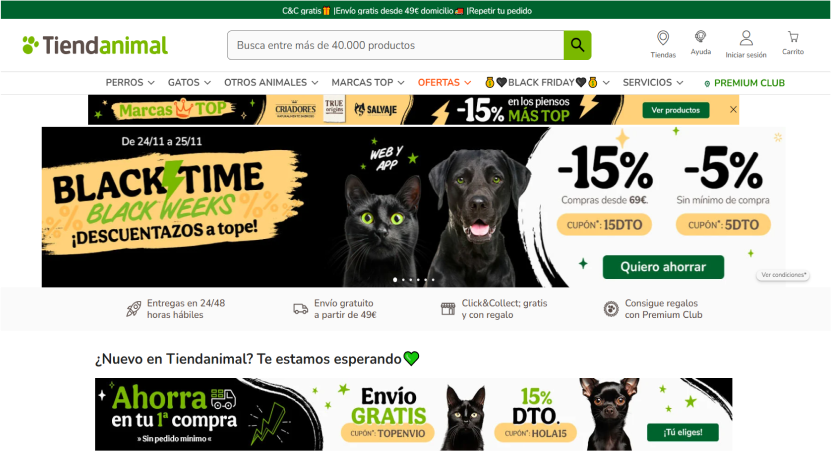 C&C gratis |Envío gratis desde 49€ domicilio |Repetir tu pedido
Tiendanimal
Busca entre más de 40.000 productos
Tiendas
Ayuda
Iniciar sesión
Carrito
PERROS
GATOS
OTROS ANIMALES
MARCAS TOP
OFERTAS
BLACK FRIDAY
SERVICIOS
PREMIUM CLUB
Marcas TOP
CRIADORES
TRUE
origins
SALVAJE
-15%
en los piensos
MÁS TOP
Ver productos
De 24/11 a 25/11
BLACK TIME
BLACK WEEKS
¡DESCUENTAZOS a tope!
WEB Y
APP
-15%
Compras desde 69€.
CUPÓN*: 15DTO
-5%
Sin mínimo de compra
CUPÓN*: 5DTO
Quiero ahorrar
Ver condiciones*
Entregas en 24/48
horas hábiles
Envío gratuito
a partir de 49€
Click&Collect; gratis
y con regalo
Consigue regalos
con Premium Club
¿Nuevo en Tiendanimal? Te estamos esperando
Ahorra
en tu 1ª
compra
» Sin pedido mínimo «
Envío
GRATIS
CUPÓN*: TOPENVIO
15%
DTO.
CUPÓN*: HOLA15
¡Tú eliges!